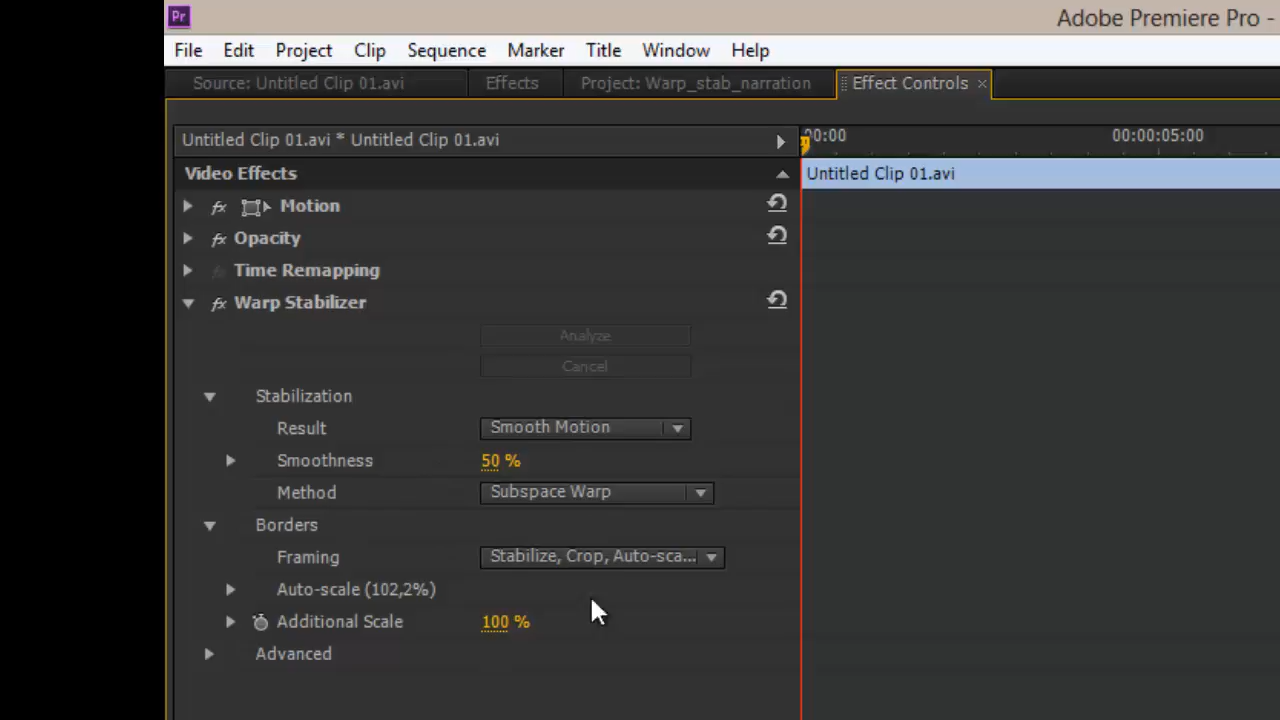 Pr Adobe Premiere Pro -
File Edit Project Clip Sequence Marker Title Window Help
Source: Untitled Clip 01.avi Effects Project: Warp_stab_narration Effect Controls ×
Untitled Clip 01.avi * Untitled Clip 01.avi 00:00 00:00:05:00
Video Effects Untitled Clip 01.avi
fx Motion
fx Opacity
Time Remapping
fx Warp Stabilizer
Analyze
Cancel
Stabilization
Result Smooth Motion
Smoothness 50 %
Method Subspace Warp
Borders
Framing Stabilize, Crop, Auto-sca...
Auto-scale (102,2%)
Additional Scale 100 %
Advanced